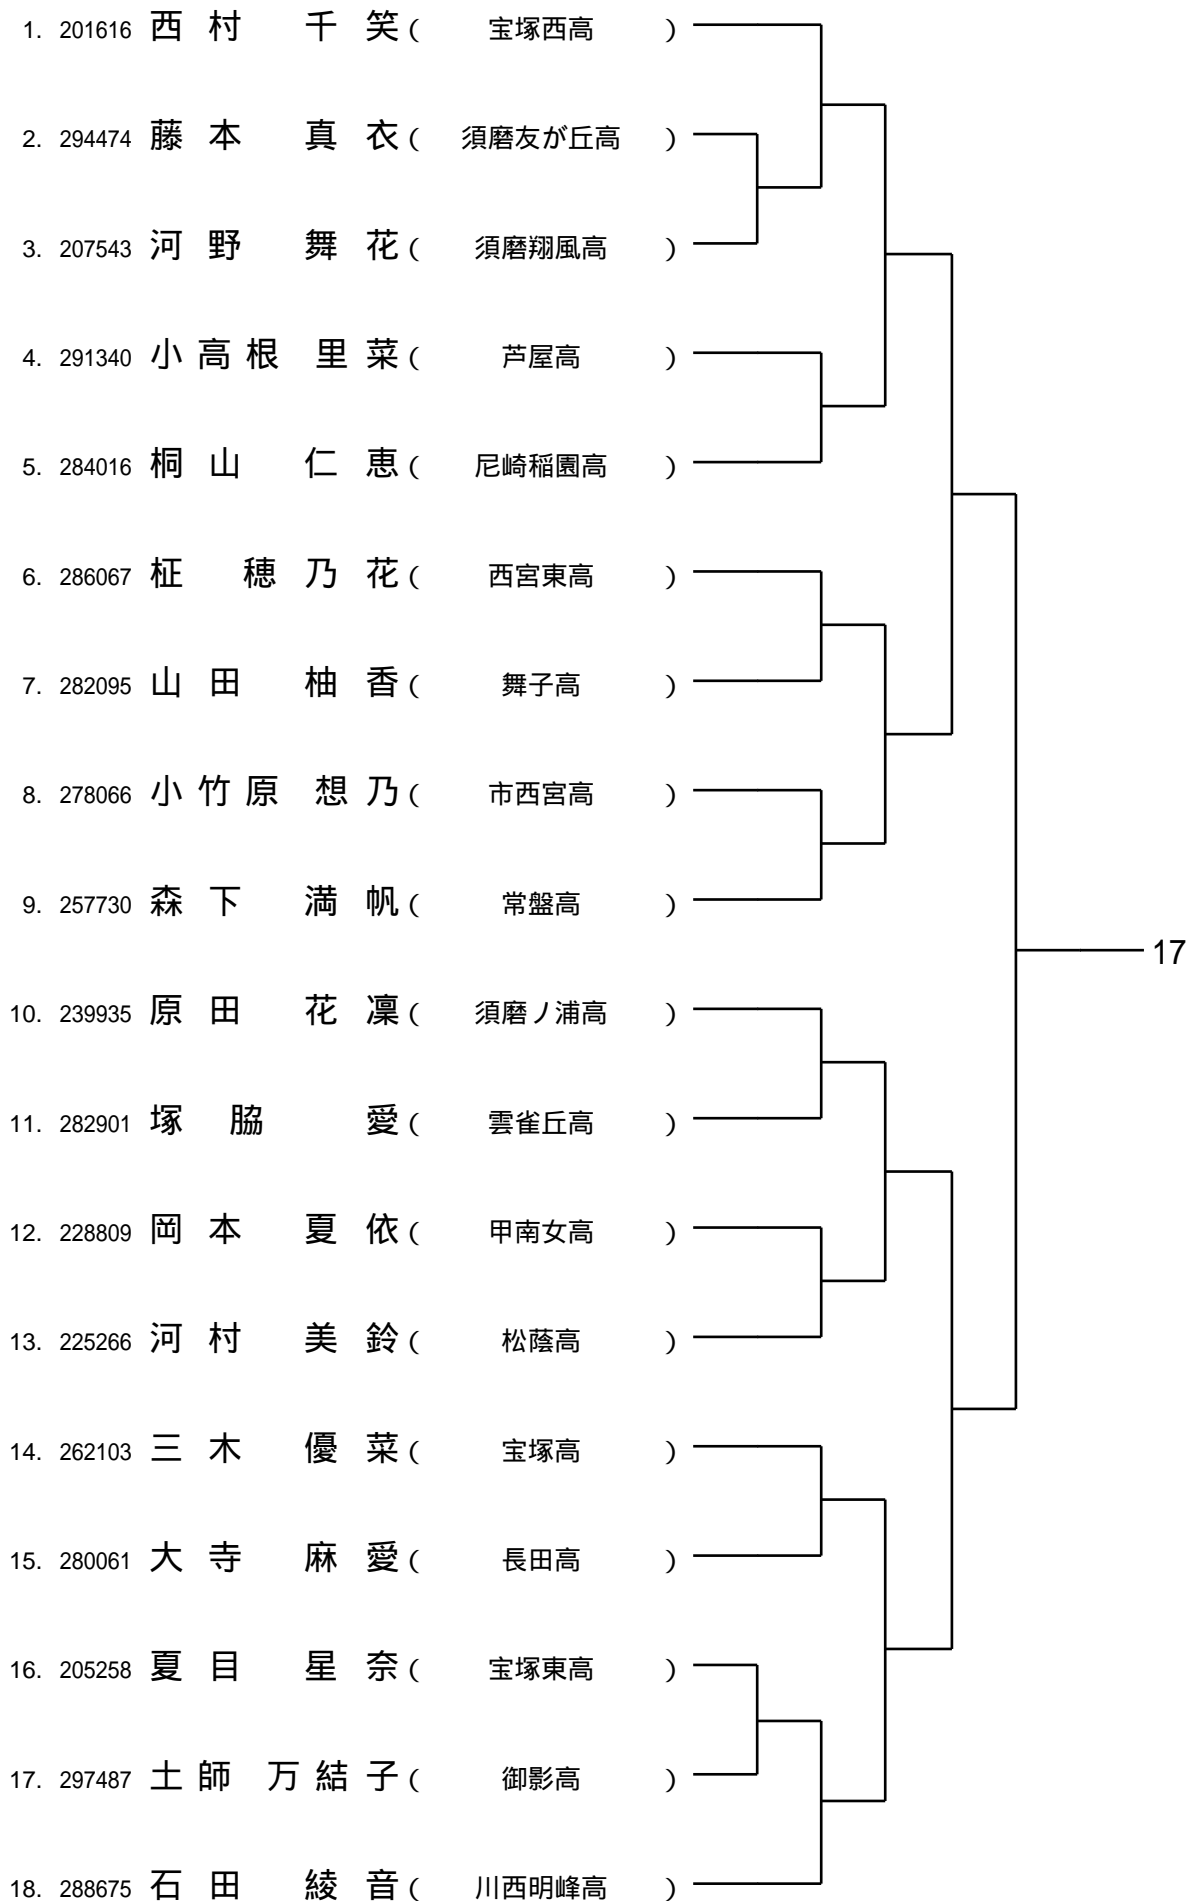 1. 201616 西村 千笑 ( 宝塚西高 )
2. 294474 藤本 真衣 ( 須磨友が丘高 )
3. 207543 河野 舞花 ( 須磨翔風高 )
4. 291340 小高根 里菜 ( 芦屋高 )
5. 284016 桐山 仁恵 ( 尼崎稲園高 )
6. 286067 柾 穂乃花 ( 西宮東高 )
7. 282095 山田 柚香 ( 舞子高 )
8. 278066 小竹原 想乃 ( 市西宮高 )
9. 257730 森下 満帆 ( 常盤高 )
17
10. 239935 原田 花凜 ( 須磨ノ浦高 )
11. 282901 塚脇 愛 ( 雲雀丘高 )
12. 228809 岡本 夏依 ( 甲南女高 )
13. 225266 河村 美鈴 ( 松蔭高 )
14. 262103 三木 優菜 ( 宝塚高 )
15. 280061 大寺 麻愛 ( 長田高 )
16. 205258 夏目 星奈 ( 宝塚東高 )
17. 297487 土師 万結子 ( 御影高 )
18. 288675 石田 綾音 ( 川西明峰高 )